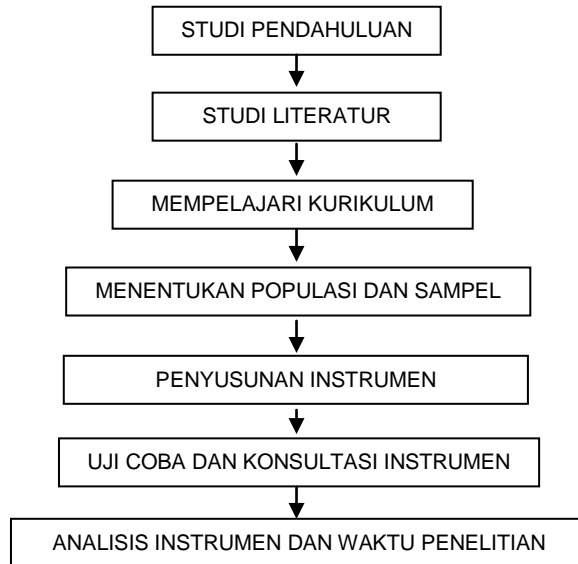 STUDI PENDAHULUAN
STUDI LITERATUR
MEMPELAJARI KURIKULUM
MENENTUKAN POPULASI DAN SAMPEL
PENYUSUNAN INSTRUMEN
UJI COBA DAN KONSULTASI INSTRUMEN
ANALISIS INSTRUMEN DAN WAKTU PENELITIAN